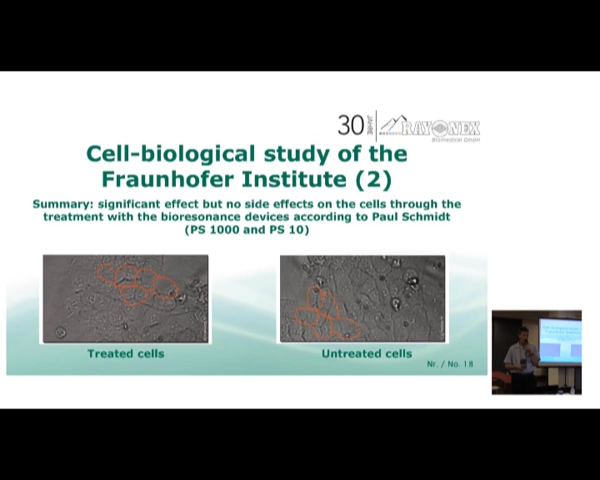 30
RAYONEX
Biomedical GmbH
Cell-biological study of the
Fraunhofer Institute (2)
Summary: significant effect but no side effects on the cells through the
treatment with the bioresonance devices according to Paul Schmidt
(PS 1000 and PS 10)
Treated cells
Untreated cells
Nr. / No. 18